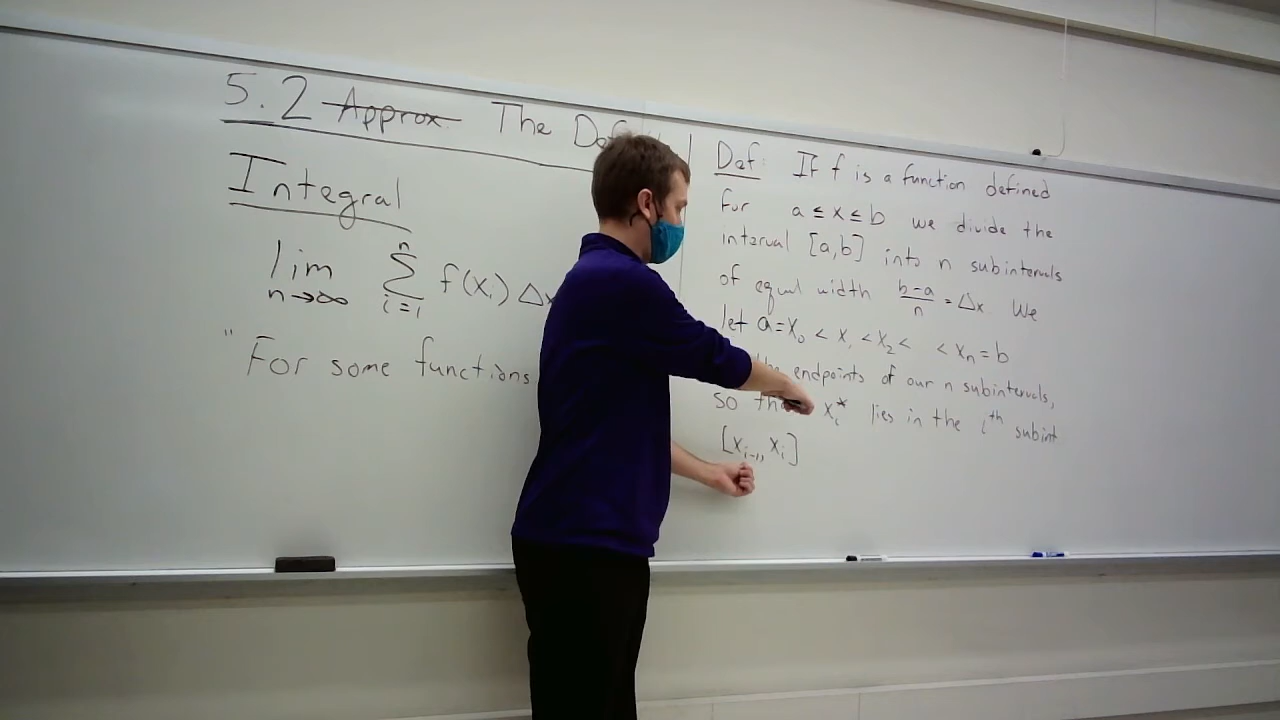 5.2 Approx. The Def
Integral
lim n→∞ n Σ i=1 f(xᵢ) Δx
"For some functions
Def: If f is a function defined
for a ≤ x ≤ b we divide the
interval [a,b] into n subintervals
of equal width b-a/n = Δx. We
let a = x₀ < x₁ < x₂ < < xₙ = b
the endpoints of our n subintervals,
so tha xᵢ* lies in the iᵗʰ subint
[xᵢ₋₁, xᵢ]